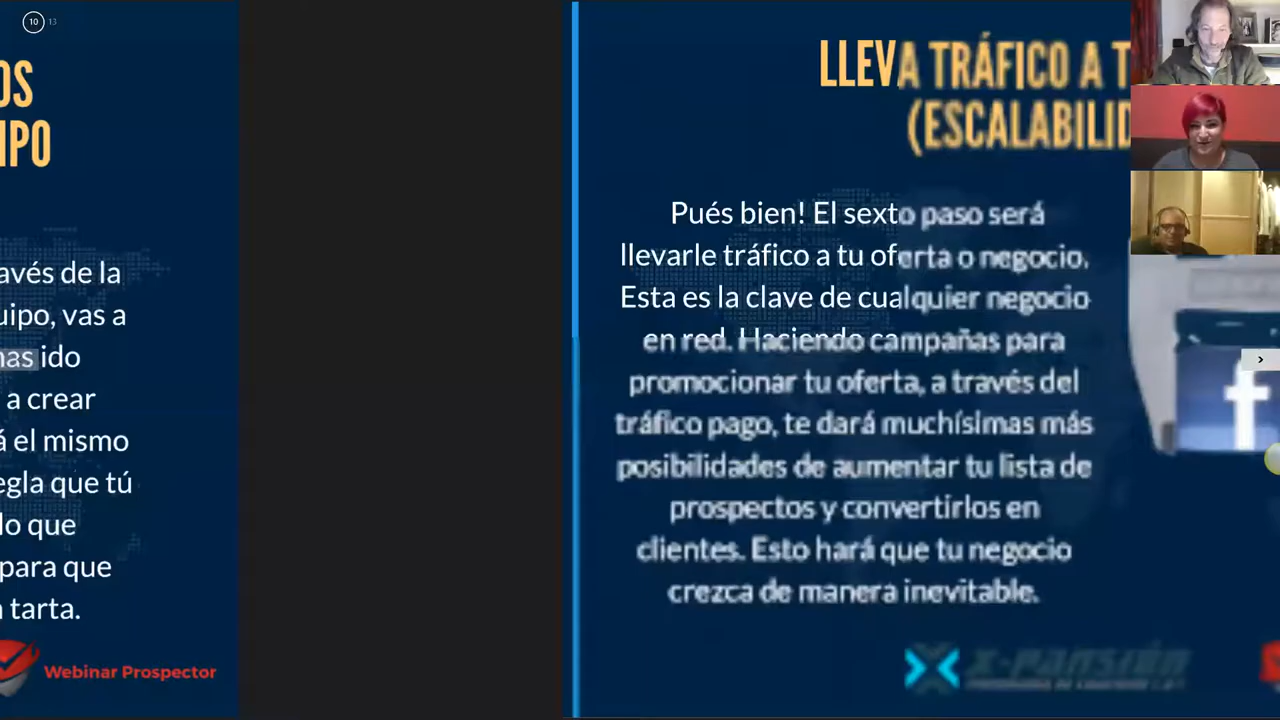 10 13
OS
IPO
avés de la
uipo, vas a
has ido
a crear
á el mismo
egla que tú
lo que
para que
tarta.
Webinar Prospector
LLEVA TRÁFICO A T
(ESCALABILID
Pués bien! El sexto paso será
llevarle tráfico a tu oferta o negocio.
Esta es la clave de cualquier negocio
en red. Haciendo campañas para
promocionar tu oferta, a través del
tráfico pago, te dará muchísimas más
posibilidades de aumentar tu lista de
prospectos y convertirlos en
clientes. Esto hará que tu negocio
crezca de manera inevitable.
X-PANSIÓN